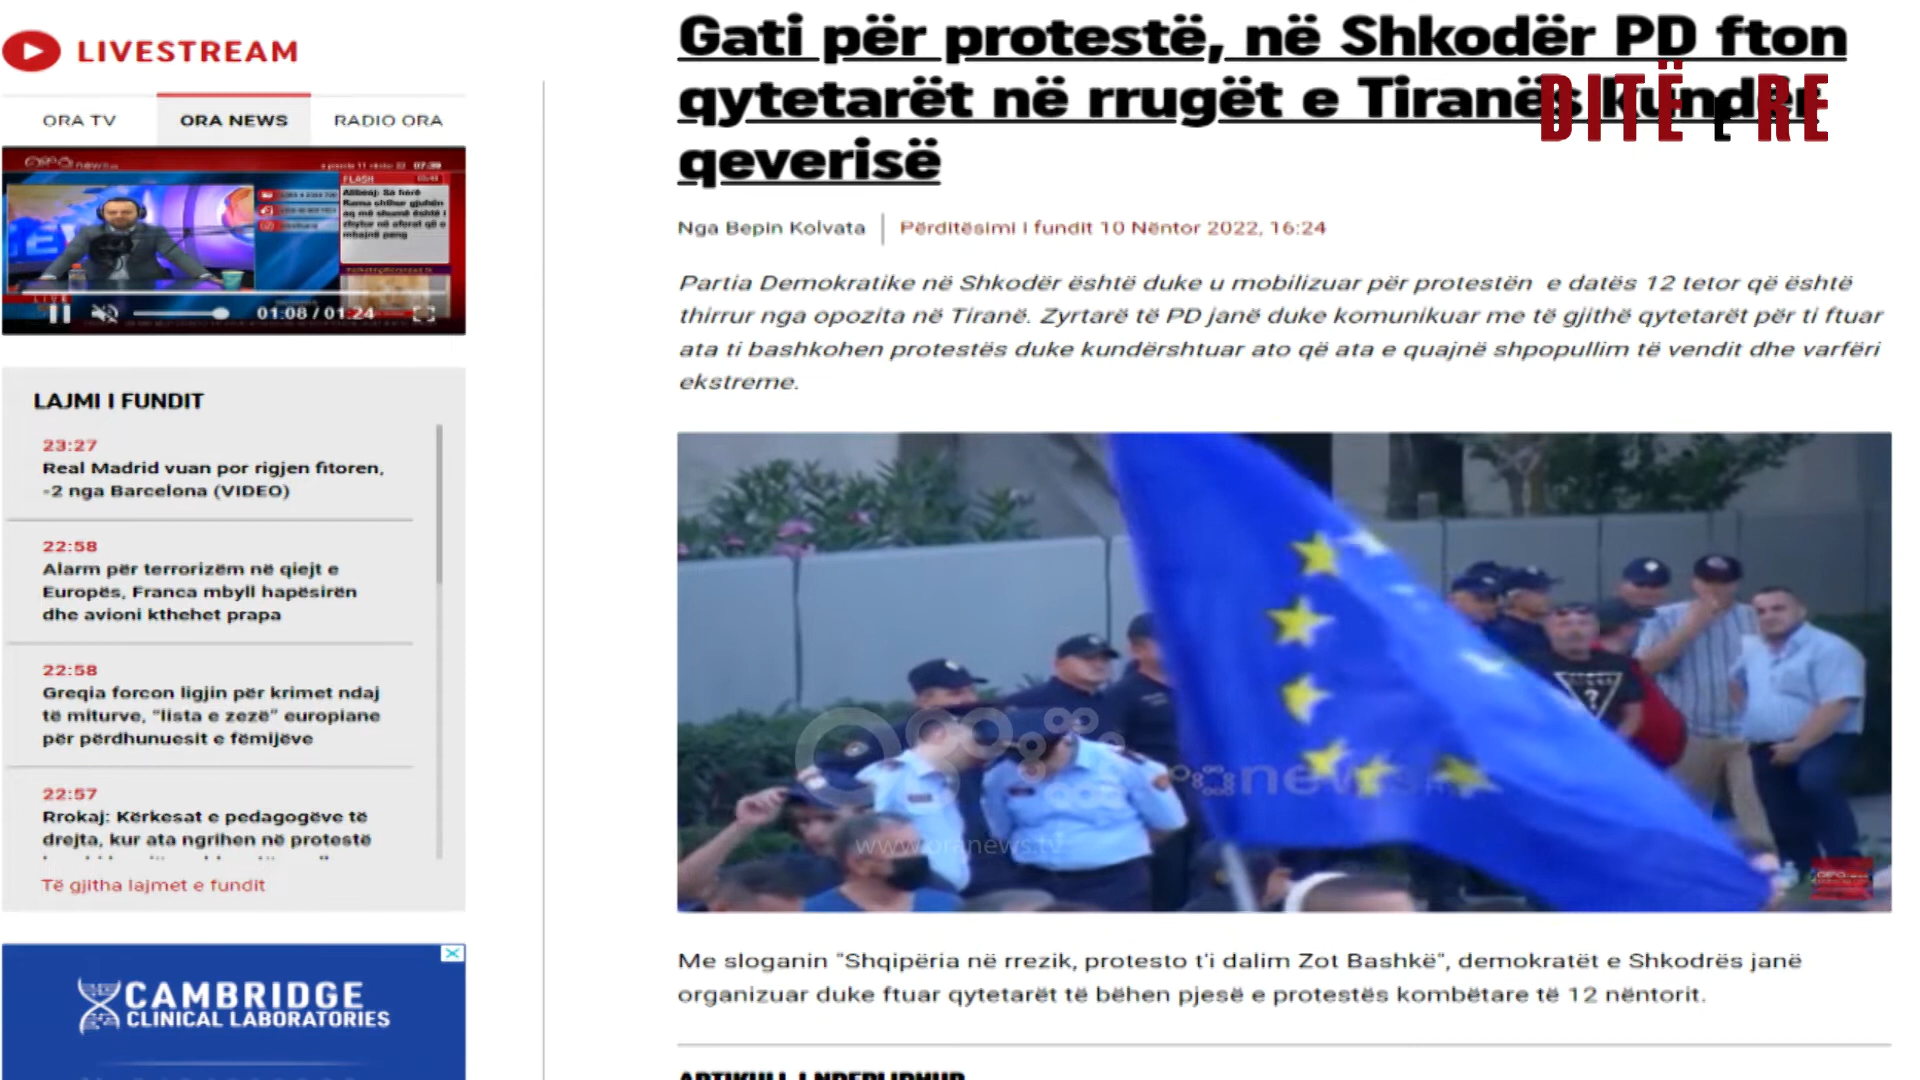 LIVESTREAM
ORA TV
ORA NEWS
RADIO ORA
07:39
FLASH
Rama
01:08 / 01:24
LAJMI I FUNDIT
23:27
Real Madrid vuan por rigjen fitoren,
-2 nga Barcelona (VIDEO)
22:58
Alarm për terrorizëm në qiejt e
Europës, Franca mbyll hapësirën
dhe avioni kthehet prapa
22:58
Greqia forcon ligjin për krimet ndaj
të miturve, “lista e zezë” europiane
për përdhunuesit e fëmijëve
22:57
Rrokaj: Kërkesat e pedagogëve të
drejta, kur ata ngrihen në protestë
Të gjitha lajmet e fundit
CAMBRIDGE
CLINICAL LABORATORIES
Gati për protestë, në Shkodër PD fton
qytetarët në rrugët e Tiranës kundër
qeverisë
DITË E RE
Nga Bepin Kolvata
Përditësimi i fundit 10 Nëntor 2022, 16:24
Partia Demokratike në Shkodër është duke u mobilizuar për protestën e datës 12 tetor që është
thirrur nga opozita në Tiranë. Zyrtarë të PD janë duke komunikuar me të gjithë qytetarët për ti ftuar
ata ti bashkohen protestës duke kundërshtuar ato që ata e quajnë shpopullim të vendit dhe varfëri
ekstreme.
?
news
www.oranews.tv
Me sloganin "Shqipëria në rrezik, protesto t'i dalim Zot Bashkë", demokratët e Shkodrës janë
organizuar duke ftuar qytetarët të bëhen pjesë e protestës kombëtare të 12 nëntorit.